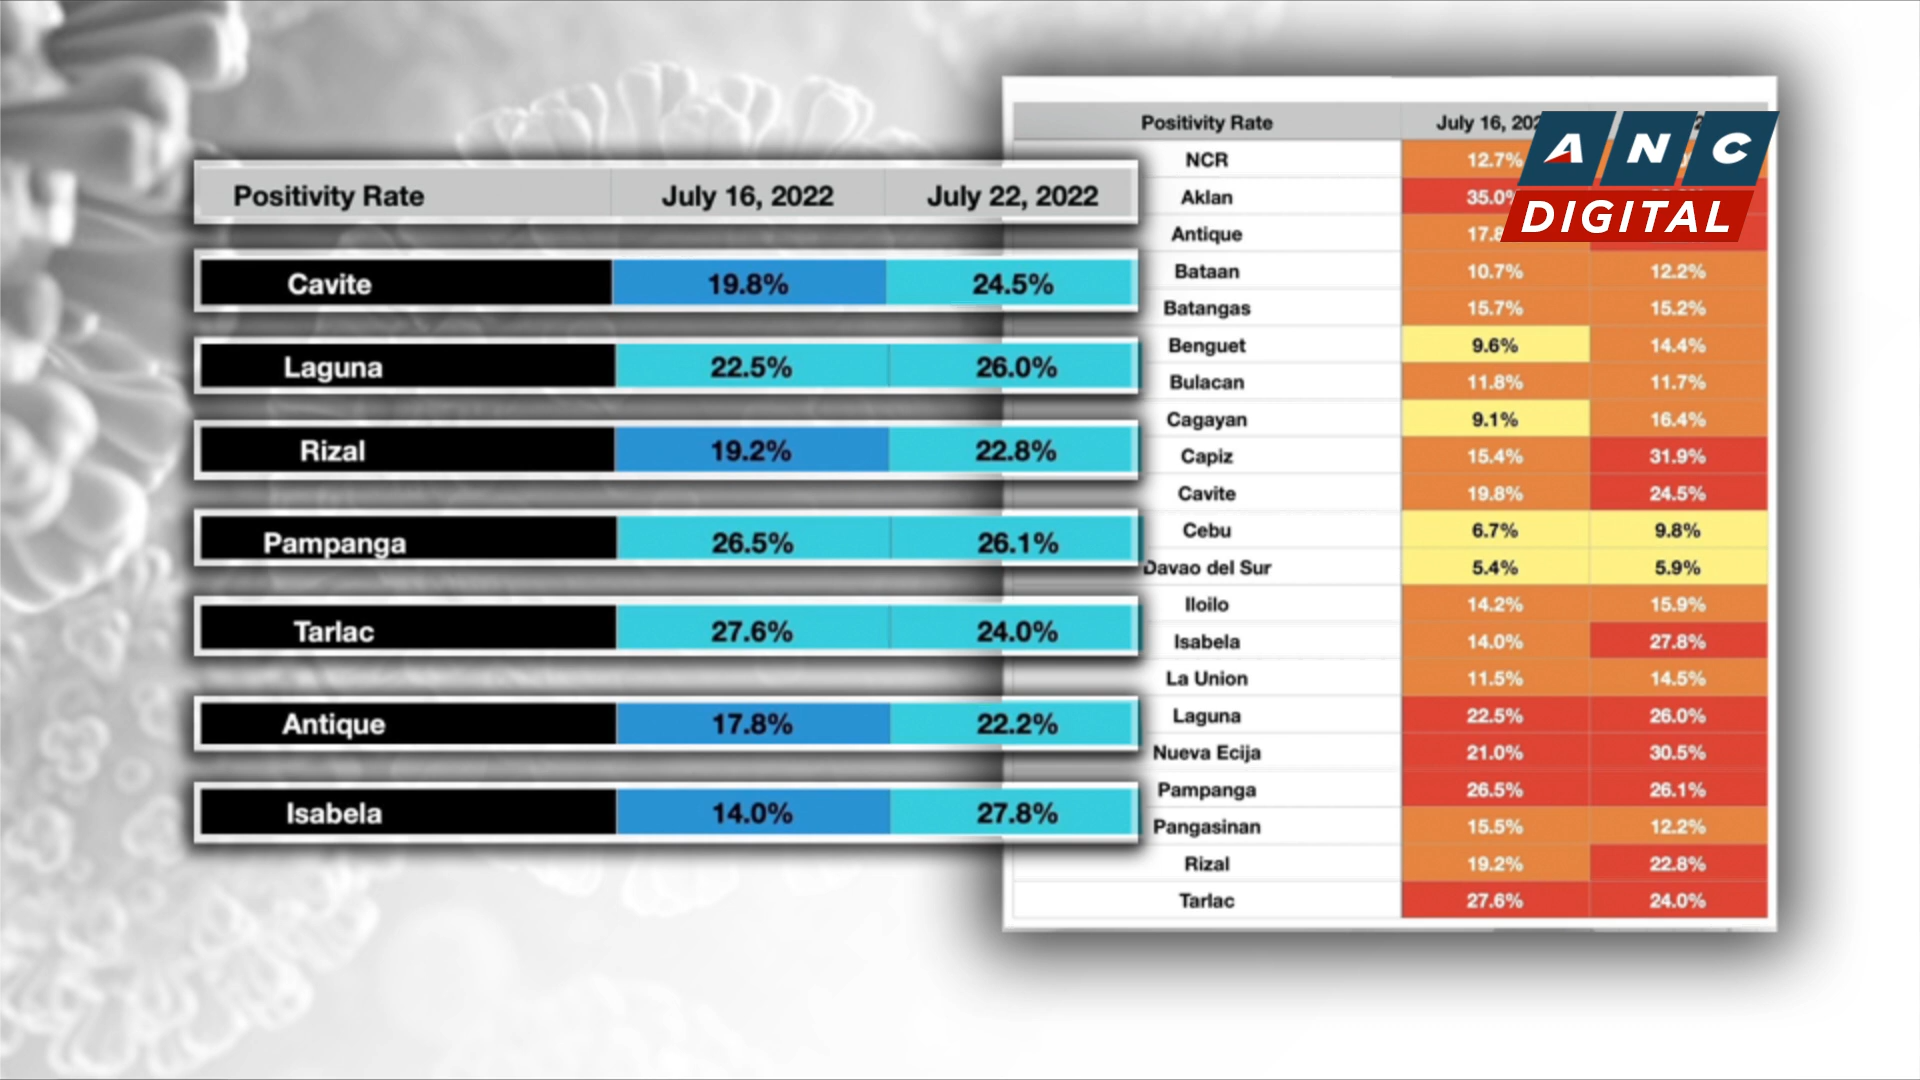 Positivity Rate July 16, 2022 July 22, 2022
Cavite 19.8% 24.5%
Laguna 22.5% 26.0%
Rizal 19.2% 22.8%
Pampanga 26.5% 26.1%
Tarlac 27.6% 24.0%
Antique 17.8% 22.2%
Isabela 14.0% 27.8%
ANC
DIGITAL
Positivity Rate July 16,
NCR 12.7%
Aklan 35.0%
Antique
Bataan 10.7% 12.2%
Batangas 15.7% 15.2%
Benguet 9.6% 14.4%
Bulacan 11.8% 11.7%
Cagayan 9.1% 16.4%
Capiz 15.4% 31.9%
Cavite 19.8% 24.5%
Cebu 6.7% 9.8%
Davao del Sur 5.4% 5.9%
Iloilo 14.2% 15.9%
Isabela 14.0% 27.8%
La Union 11.5% 14.5%
Laguna 22.5% 26.0%
Nueva Ecija 21.0% 30.5%
Pampanga 26.5% 26.1%
Pangasinan 15.5% 12.2%
Rizal 19.2% 22.8%
Tarlac 27.6% 24.0%